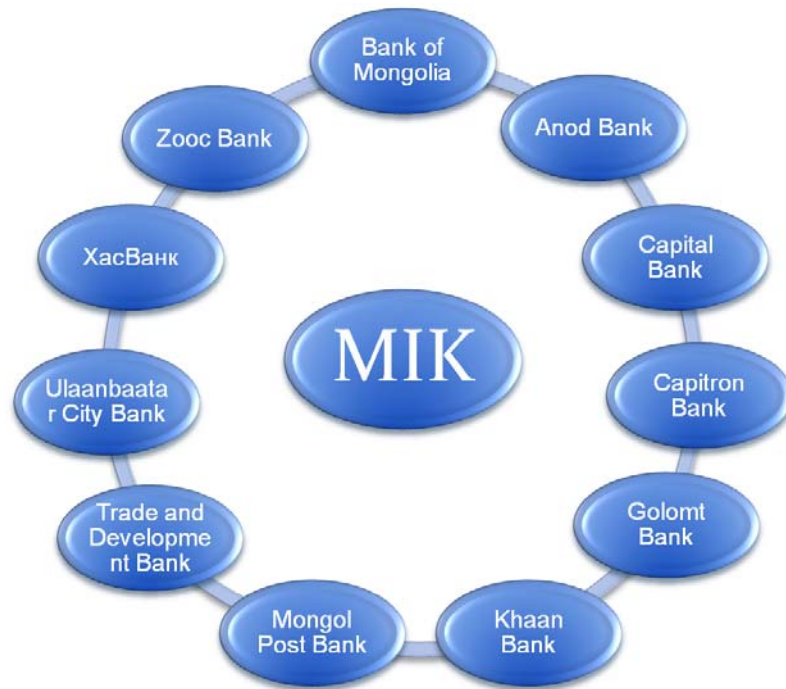 Bank of
Mongolia
Anod Bank
Capital
Bank
Capitron
Bank
Golomt
Bank
Khaan
Bank
Mongol
Post Bank
Trade and
Developme
nt Bank
Ulaanbaata
r City Bank
ХасБанк
Zooc Bank
MIK